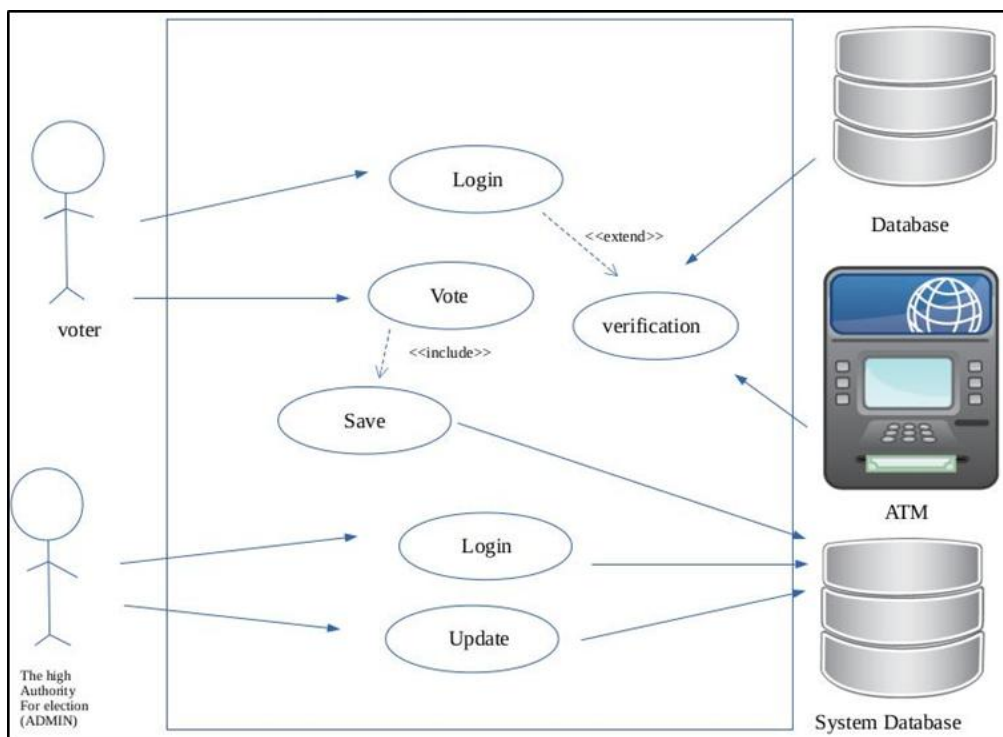 Login
Database
<<extend>>
Vote
voter
verification
<<include>>
Save
ATM
Login
Update
The high
Authority
For election
(ADMIN)
System Database